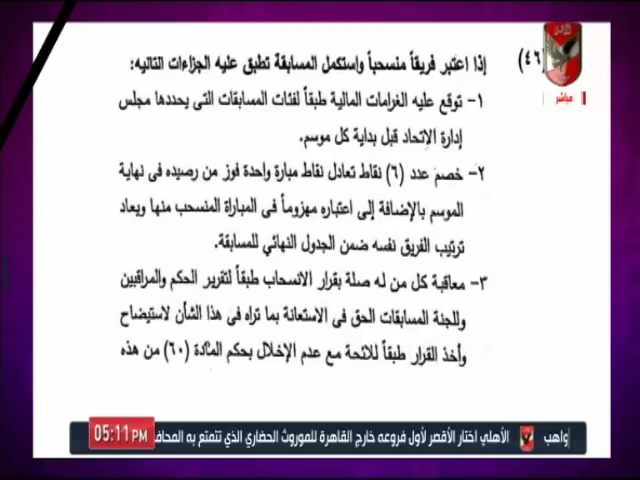 (٤٦) إذا اعتبر فريقاً منسحباً واستكمل المسابقة تطبق عليه الجزاءات التاليه:
مباشر
١- توقع عليه الغرامات المالية طبقاً لفئات المسابقات التى يحددها مجلس
إدارة الإتحاد قبل بداية كل موسم.
٢- خصم عدد (٦) نقاط تعادل نقاط مبارة واحدة فوز من رصيده فى نهاية
الموسم بالإضافة إلى اعتباره مهزوماً فى المباراة المنسحب منها ويعاد
ترتيب الفريق نفسه ضمن الجدول النهائي للمسابقة.
٣- معاقبة كل من له صلة بقرار الانسحاب طبقاً لتقرير الحكم والمراقبين
وللجنة المسابقات الحق فى الاستعانة بما تراه فى هذا الشأن لاستيضاح
وأخذ القرار طبقاً للائحة مع عدم الإخلال بحكم المادة (٦٠) من هذه
واهب الأهلي اختار الأقصر لأول فروعه خارج القاهرة للموروث الحضاري الذي تتمتع به المحاف
05:11 PM